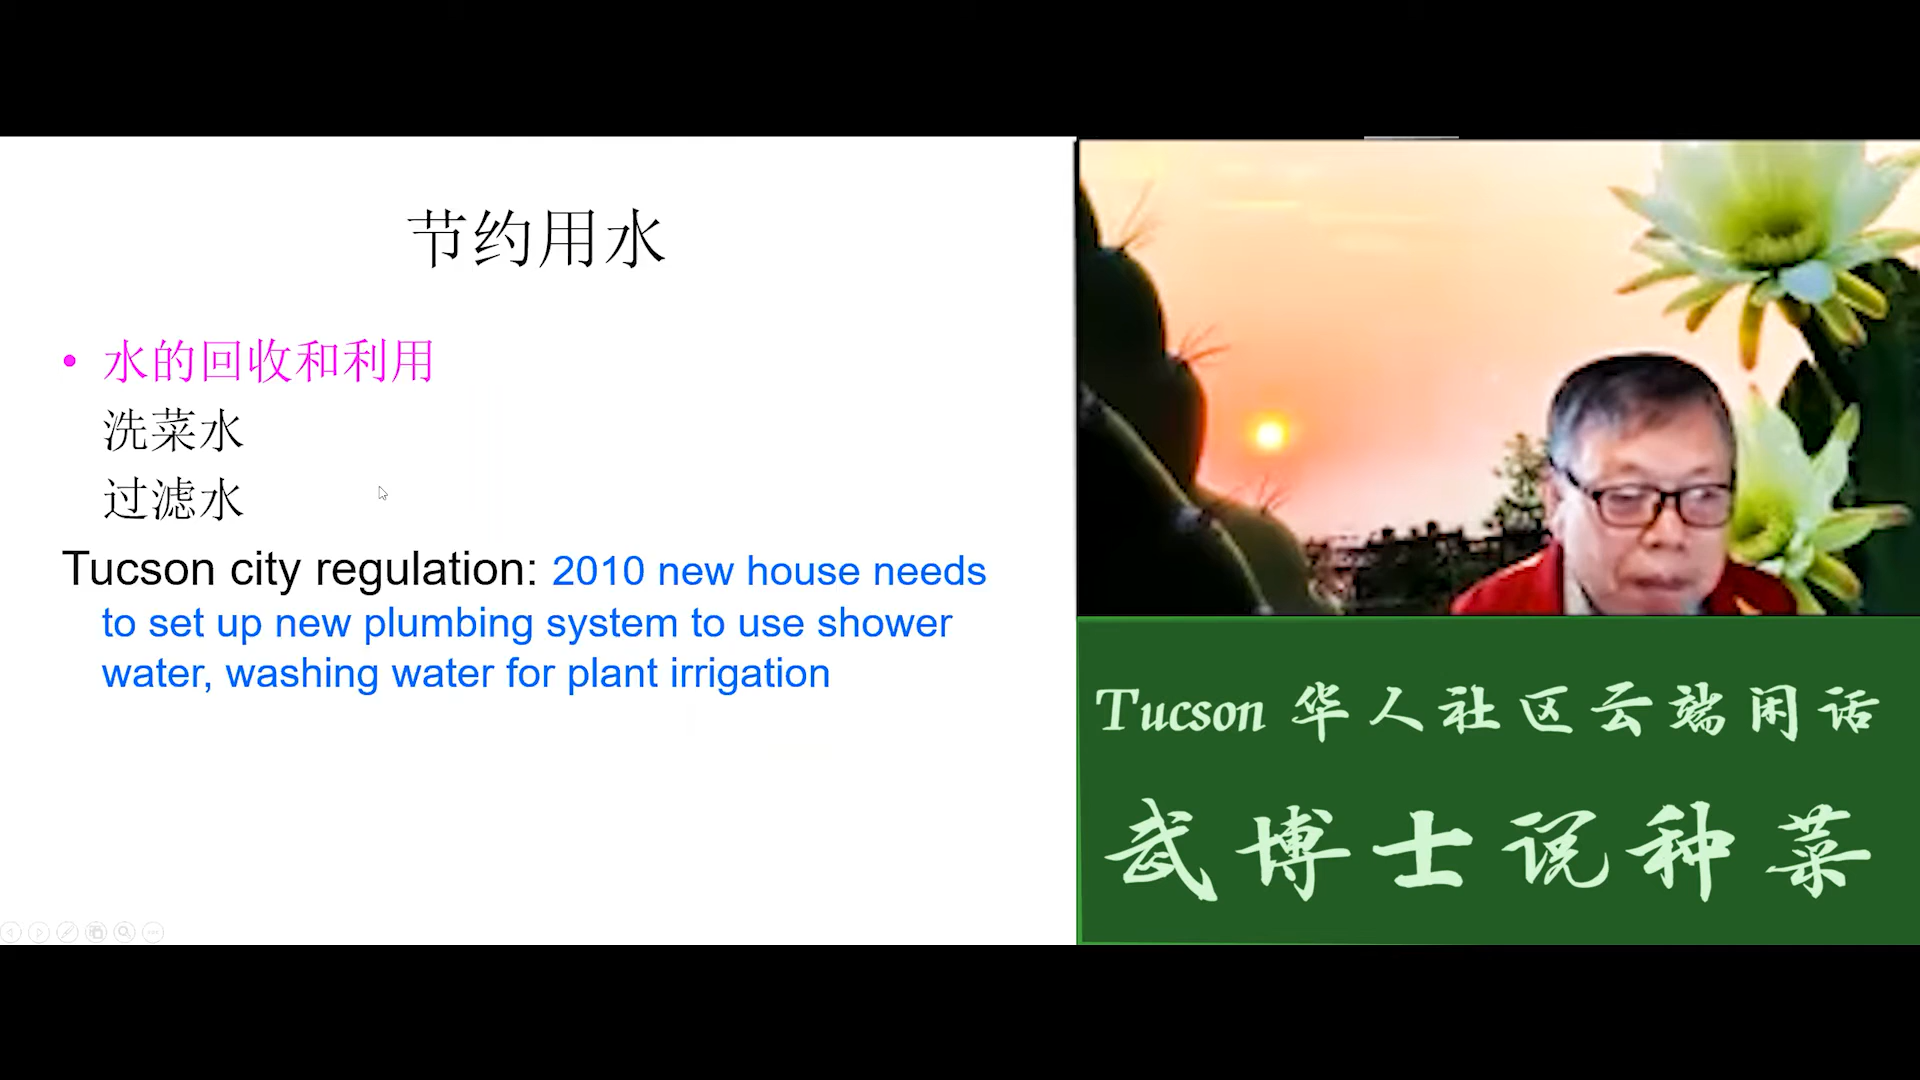 节约用水
• 水的回收和利用
洗菜水
过滤水
Tucson city regulation: 2010 new house needs
to set up new plumbing system to use shower
water, washing water for plant irrigation
Tucson 华人社区云端闲话
武博士说种菜